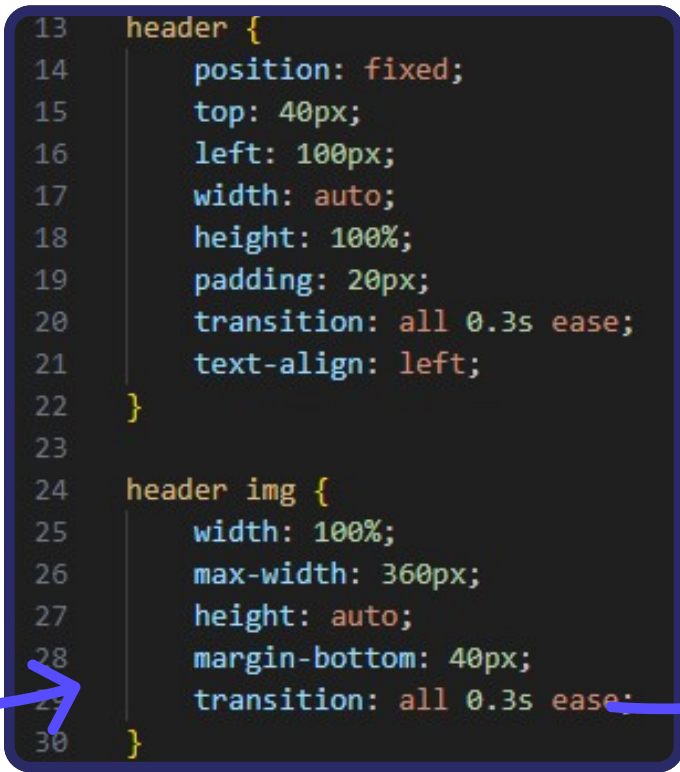 13 header {
14 position: fixed;
15 top: 40px;
16 left: 100px;
17 width: auto;
18 height: 100%;
19 padding: 20px;
20 transition: all 0.3s ease;
21 text-align: left;
22 }
23
24 header img {
25 width: 100%;
26 max-width: 360px;
27 height: auto;
28 margin-bottom: 40px;
29 transition: all 0.3s ease;
30 }